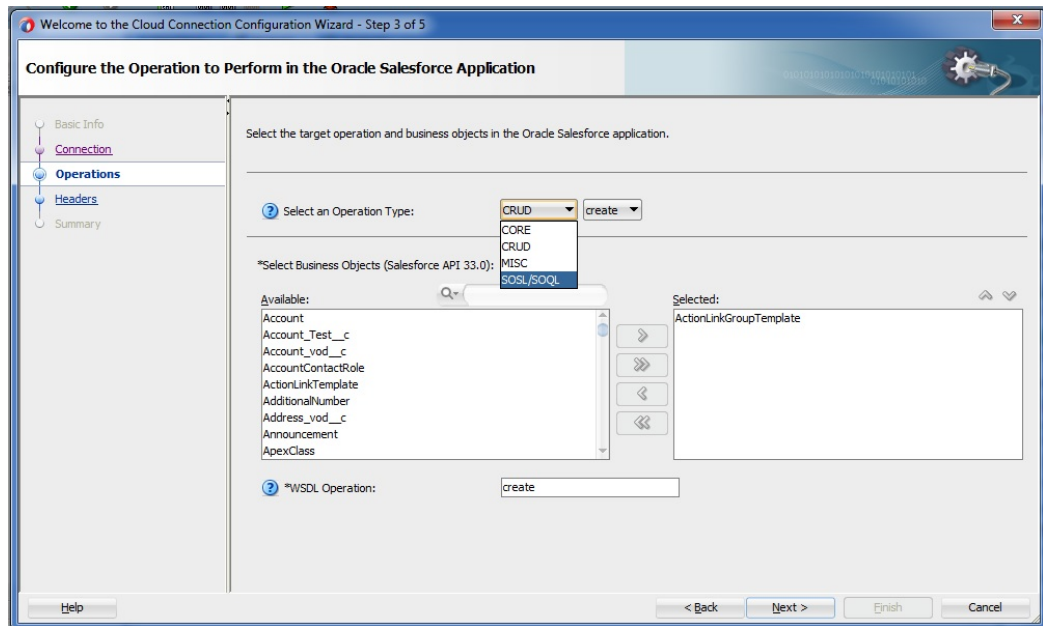 Welcome to the Cloud Connection Configuration Wizard - Step 3 of 5
X
Configure the Operation to Perform in the Oracle Salesforce Application
Basic Info
Connection
Operations
Headers
Summary
Select the target operation and business objects in the Oracle Salesforce application.
? Select an Operation Type: CRUD create
CORE
CRUD
MISC
SOSL/SOQL
*Select Business Objects (Salesforce API 33.0):
Available:
Account
Account_Test__c
Account_vod__c
AccountContactRole
ActionLinkTemplate
AdditionalNumber
Address_vod__c
Announcement
ApexClass
Selected:
ActionLinkGroupTemplate
? *WSDL Operation: create
Help < Back Next > Finish Cancel